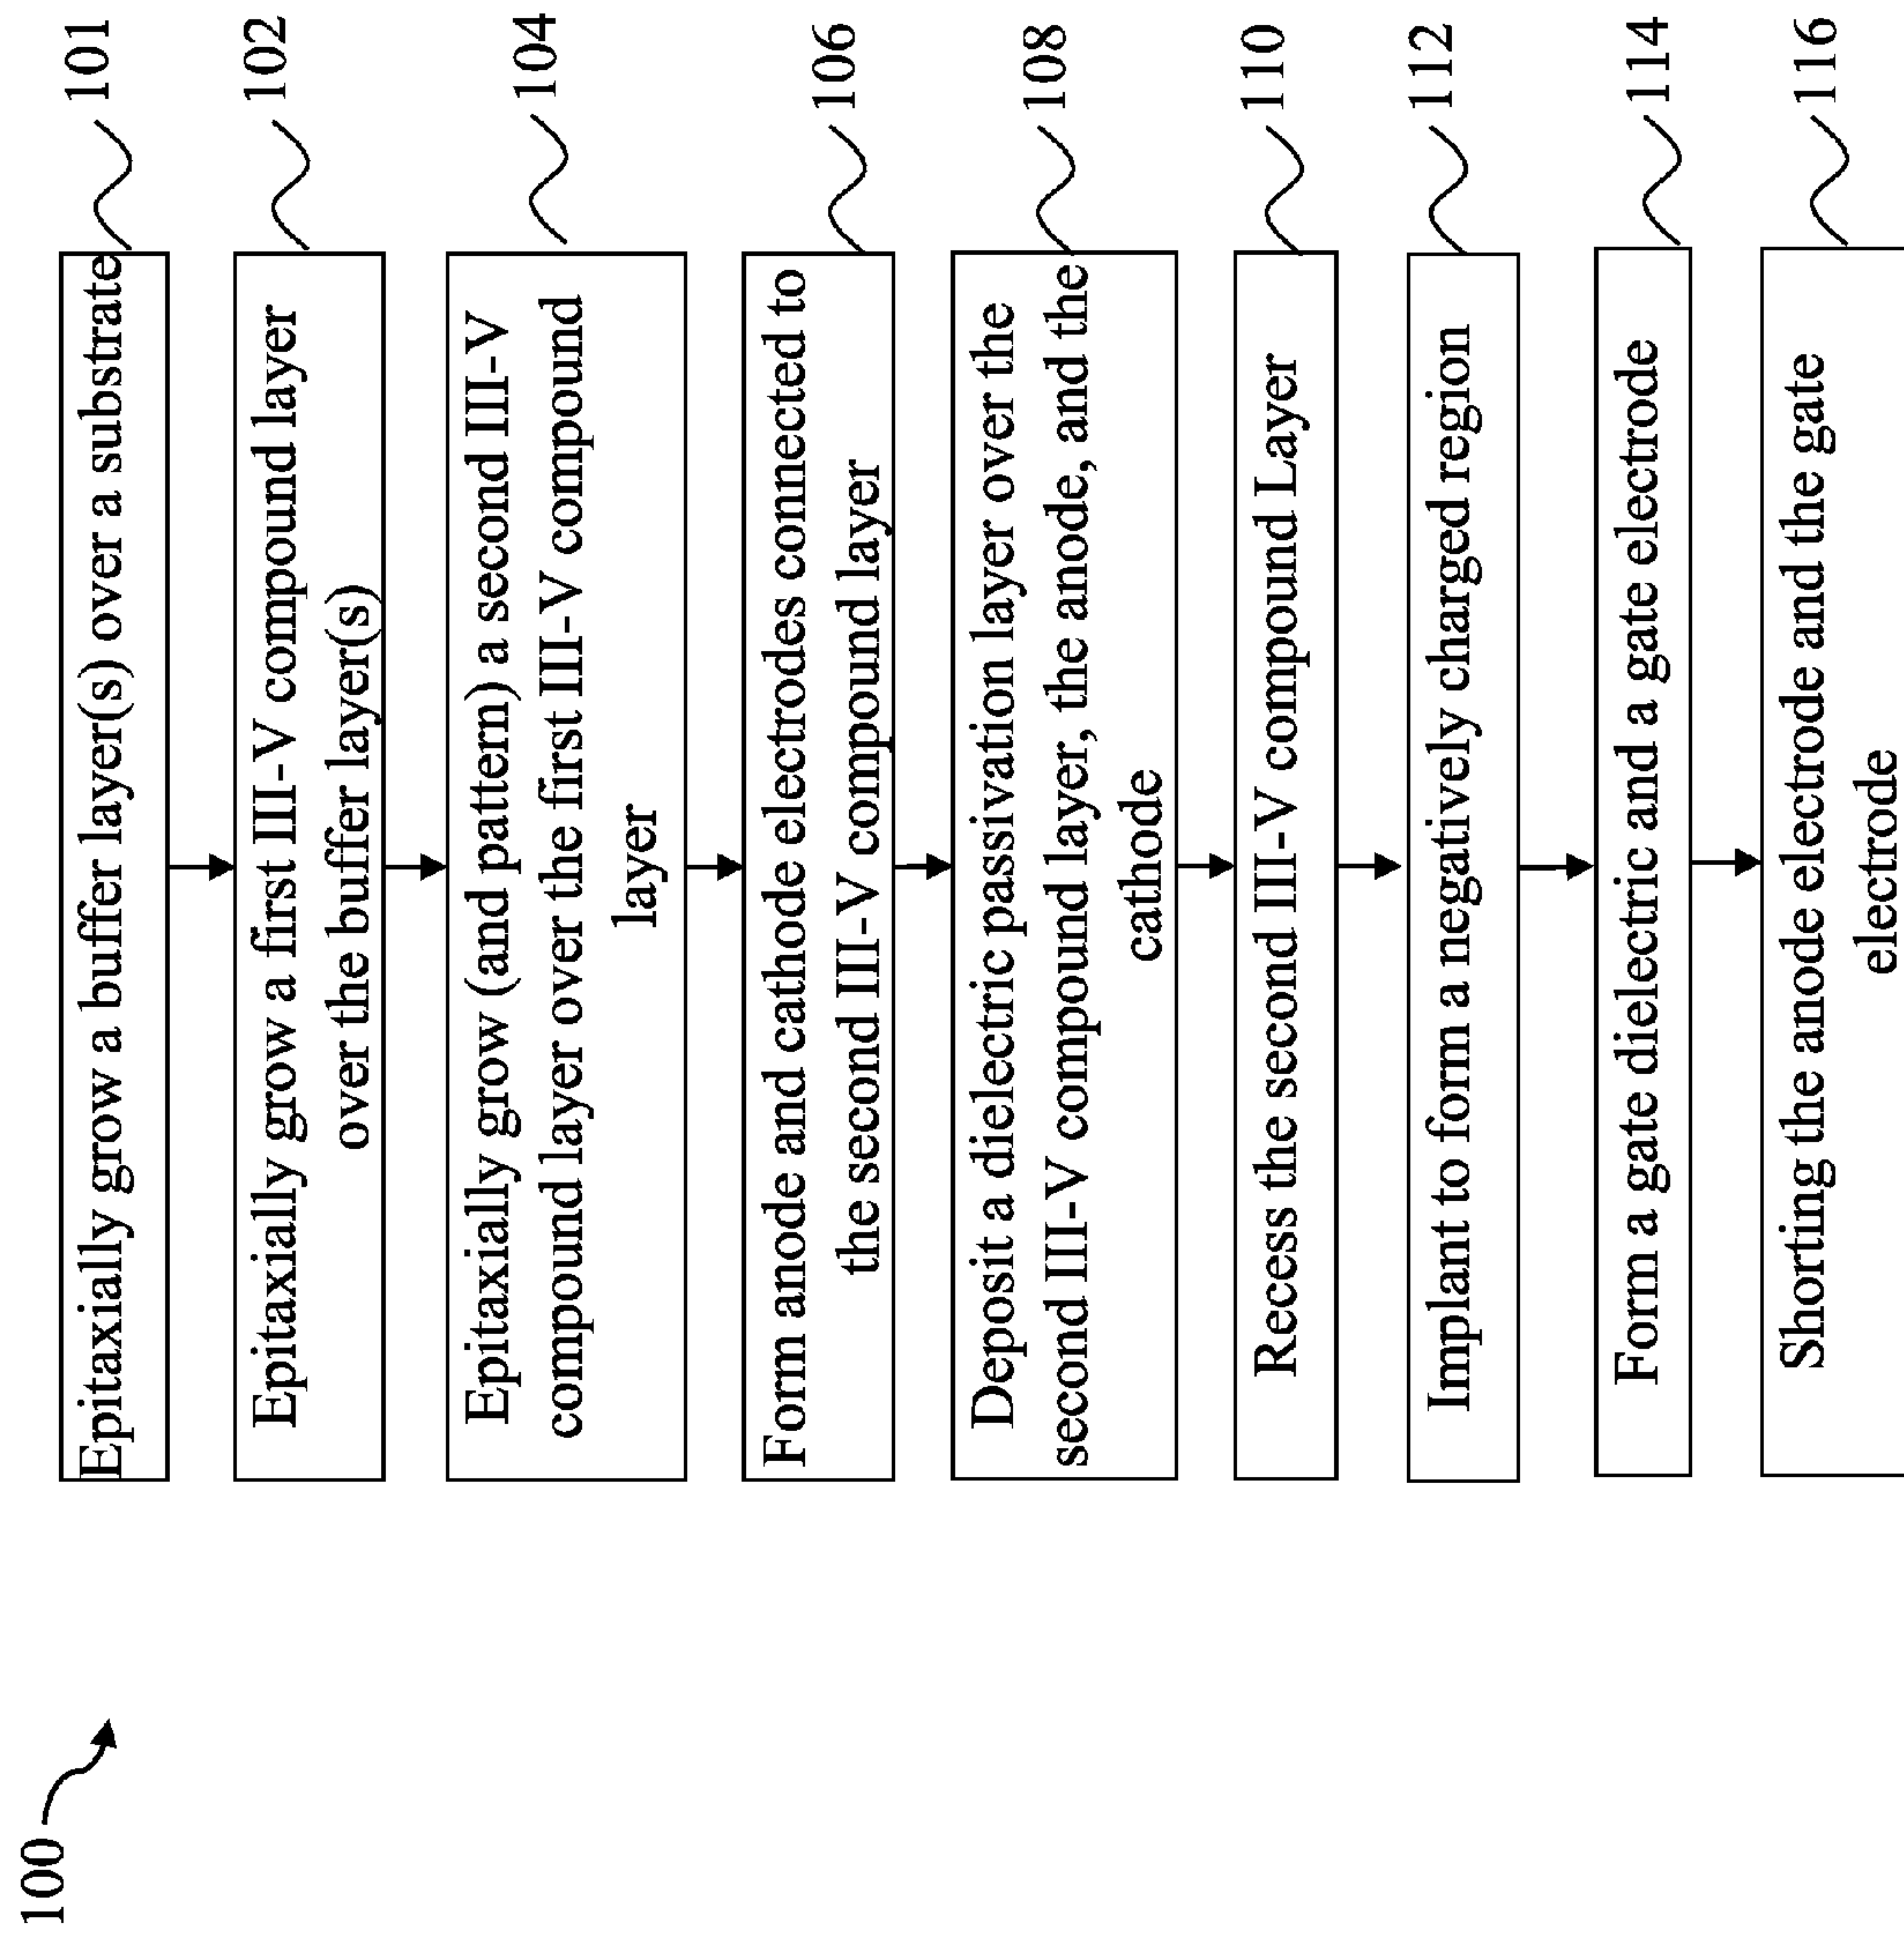 100
Epitaxially grow a buffer layer(s) over a substrate
101
Epitaxially grow a first III-V compound layer
over the buffer layer(s)
102
Epitaxially grow (and pattern) a second III-V
compound layer over the first III-V compound
layer
104
Form anode and cathode electrodes connected to
the second III-V compound layer
106
Deposit a dielectric passivation layer over the
second III-V compound layer, the anode, and the
cathode
108
Recess the second III-V compound Layer
110
Implant to form a negatively charged region
112
Form a gate dielectric and a gate electrode
114
Shorting the anode electrode and the gate
electrode
116